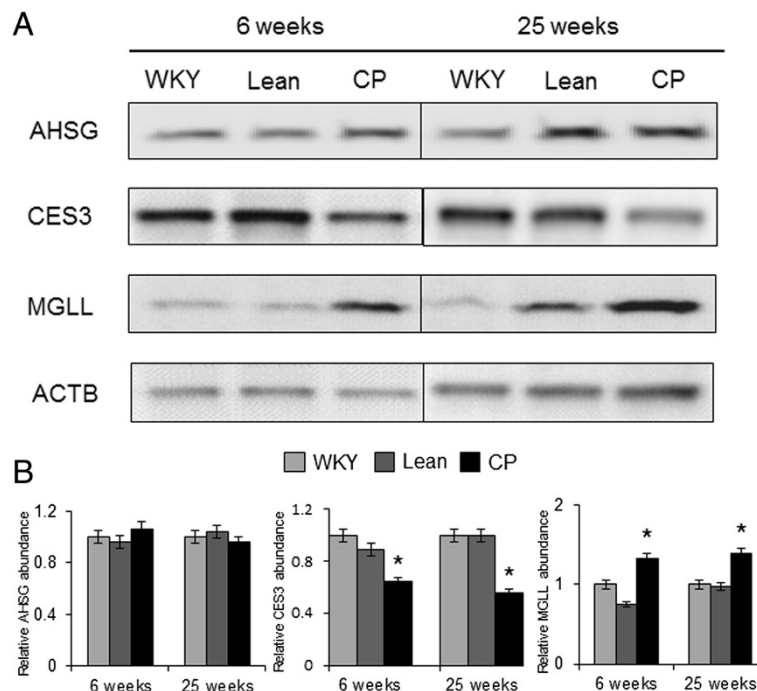 A
6 weeks 25 weeks
WKY Lean CP WKY Lean CP
AHSG
CES3
MGLL
ACTB
B
WKY Lean CP
Relative AHSG abundance
1.2
0.8
0.4
0
6 weeks 25 weeks
Relative CES3 abundance
1.2
0.8
0.4
0
* *
6 weeks 25 weeks
Relative MGLL abundance
2
1
0
* *
6 weeks 25 weeks